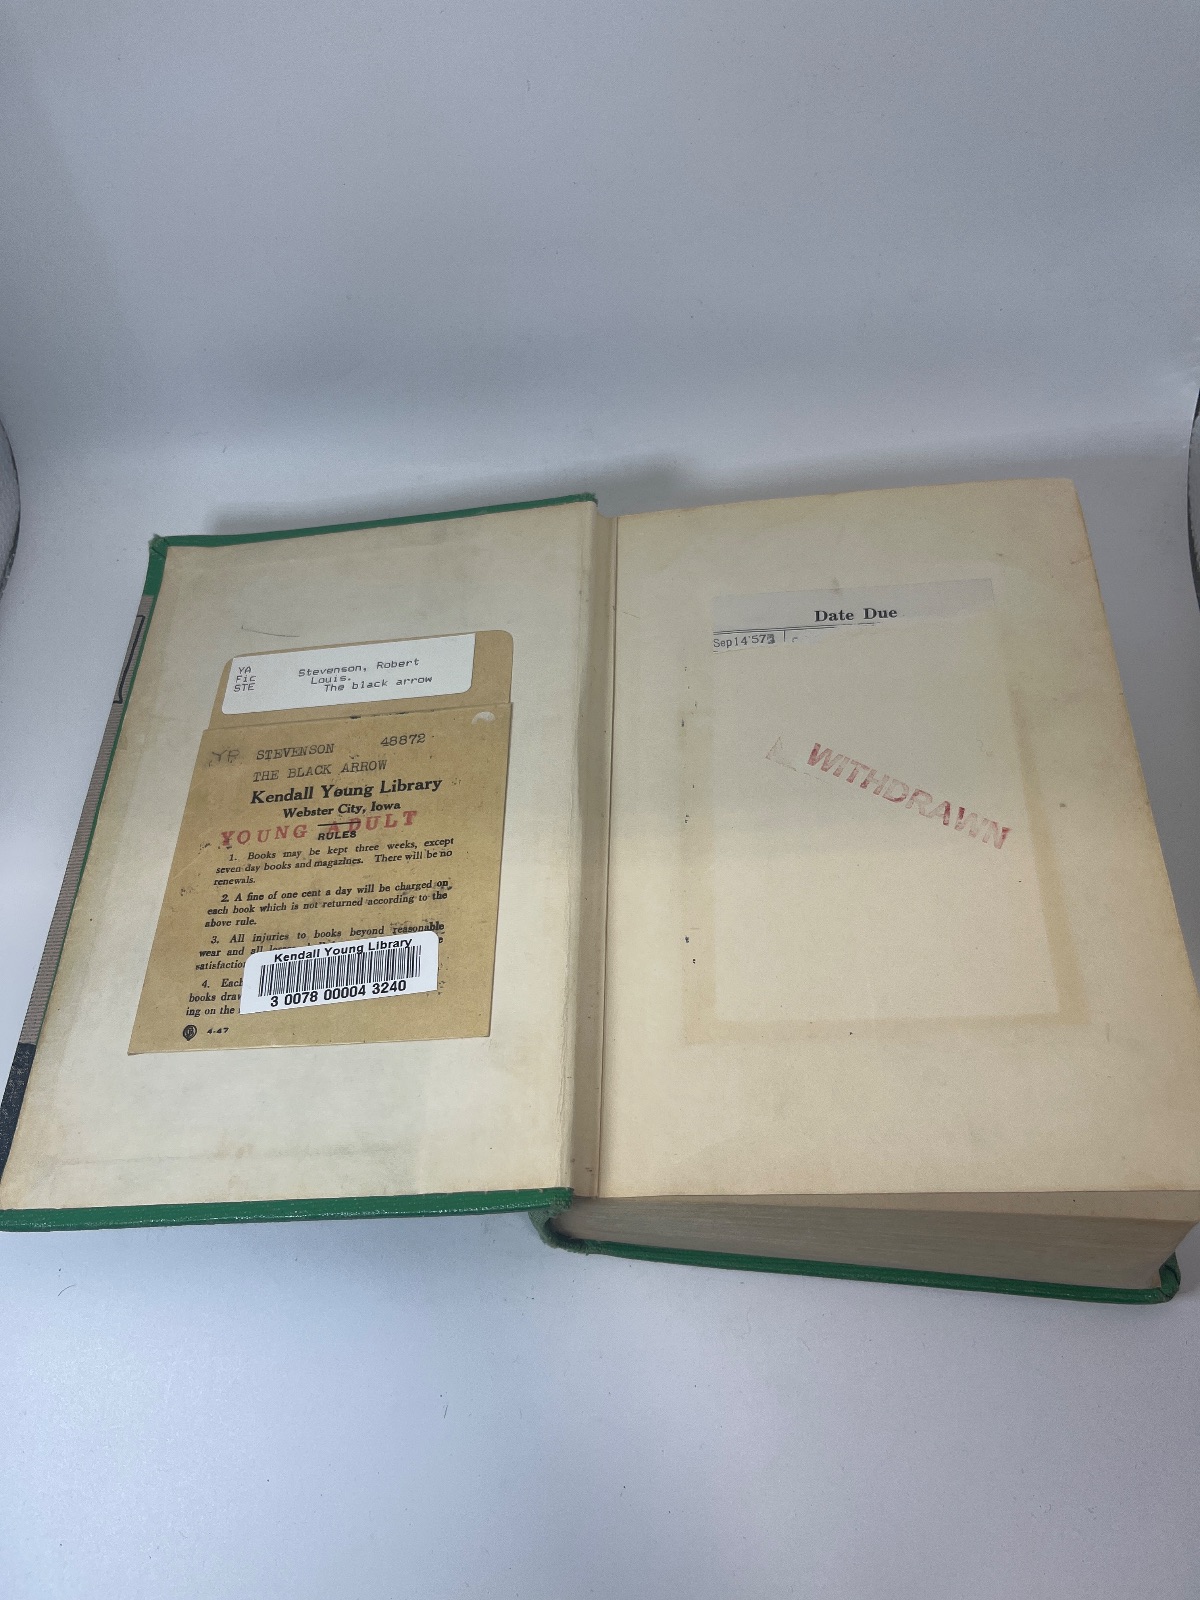 YA
Fic
STE
Stevenson, Robert
Louis.
The black arrow
STEVENSON 48872
THE BLACK ARROW
Kendall Young Library
Webster City, Iowa
YOUNG ADULT
RULES
1. Books may be kept three weeks, except
seven day books and magazines. There will be no
renewals.
2. A fine of one cent a day will be charged on
each book which is not returned according to the
above rule.
3. All injuries to books beyond reasonable
wear and all
satisfactio
4. Each
books draw
ing on the
Kendall Young Library
3 0078 00004 3240
4-47
Date Due
Sep 14 '57
WITHDRAWN